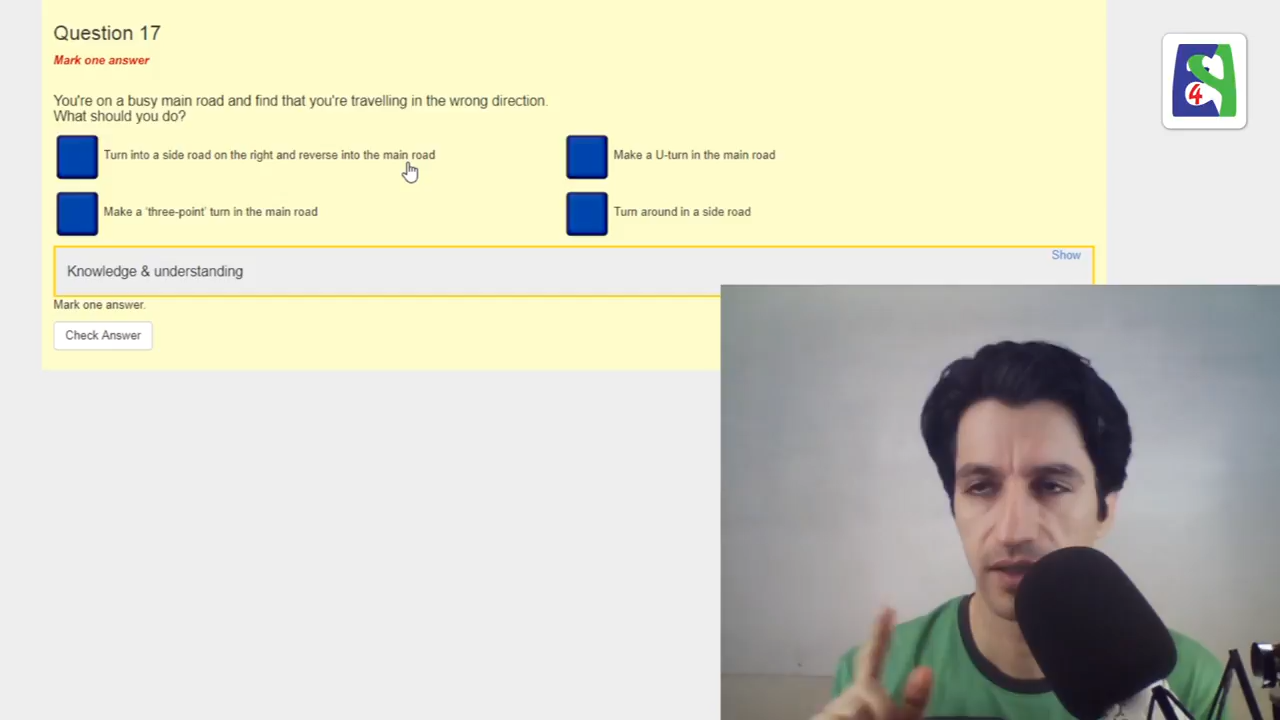 Question 17
Mark one answer
You're on a busy main road and find that you're travelling in the wrong direction.
What should you do?
Turn into a side road on the right and reverse into the main road
Make a U-turn in the main road
Make a 'three-point' turn in the main road
Turn around in a side road
Show
Knowledge & understanding
Mark one answer.
Check Answer
4